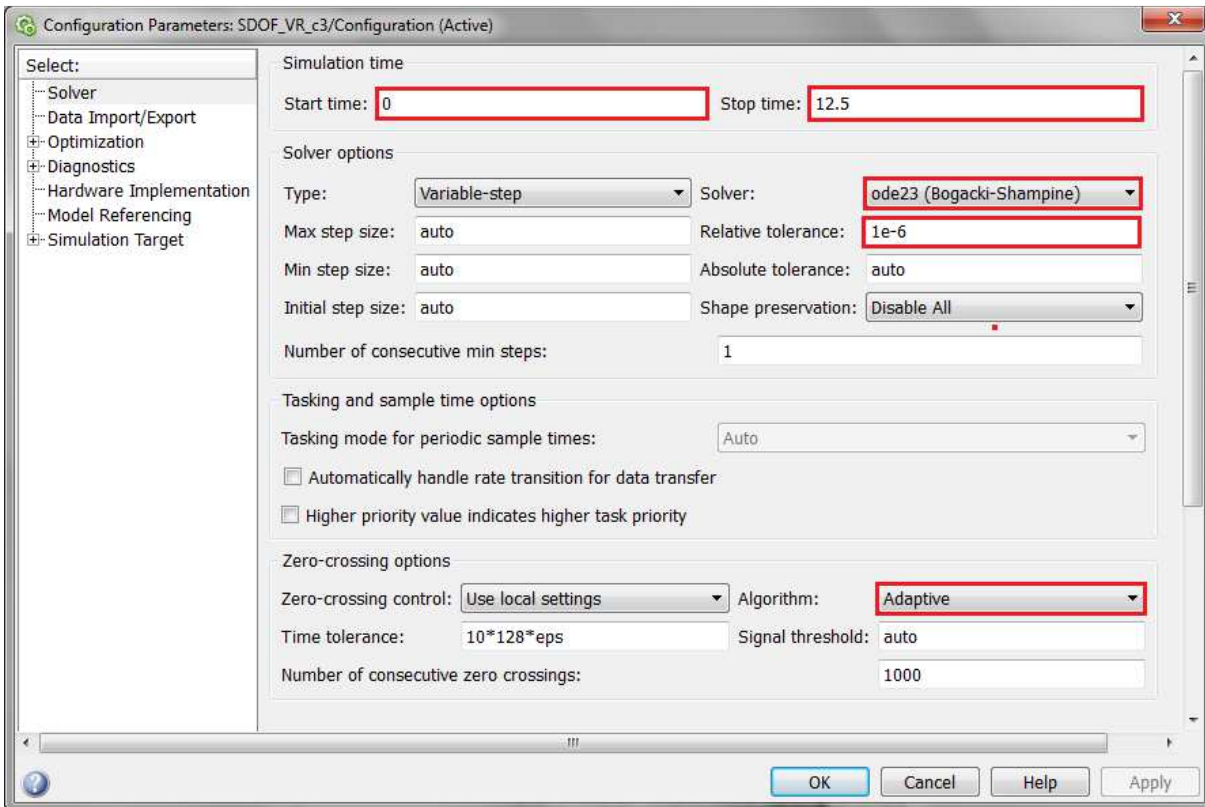 Configuration Parameters: SDOF_VR_c3/Configuration (Active)
Select:
Solver
Data Import/Export
Optimization
Diagnostics
Hardware Implementation
Model Referencing
Simulation Target
Simulation time
Start time: 0 Stop time: 12.5
Solver options
Type: Variable-step Solver: ode23 (Bogacki-Shampine)
Max step size: auto Relative tolerance: 1e-6
Min step size: auto Absolute tolerance: auto
Initial step size: auto Shape preservation: Disable All
Number of consecutive min steps: 1
Tasking and sample time options
Tasking mode for periodic sample times: Auto
Automatically handle rate transition for data transfer
Higher priority value indicates higher task priority
Zero-crossing options
Zero-crossing control: Use local settings Algorithm: Adaptive
Time tolerance: 10*128*eps Signal threshold: auto
Number of consecutive zero crossings: 1000
OK Cancel Help Apply